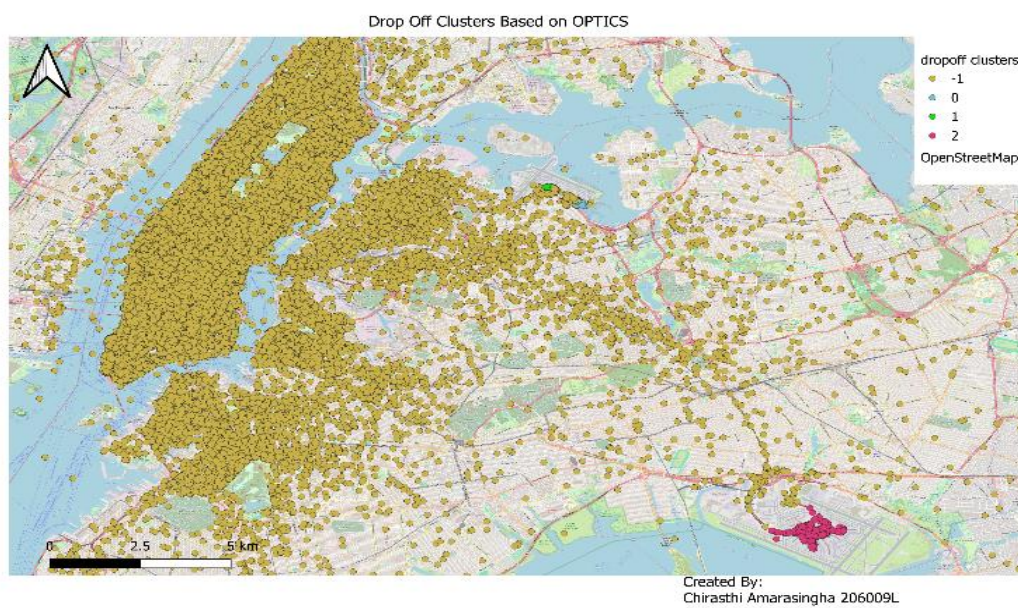 Drop Off Clusters Based on OPTICS
dropoff clusters
-1
0
1
2
OpenStreetMap
0 2.5 5 km
Created By:
Chirasthi Amarasingha 206009L